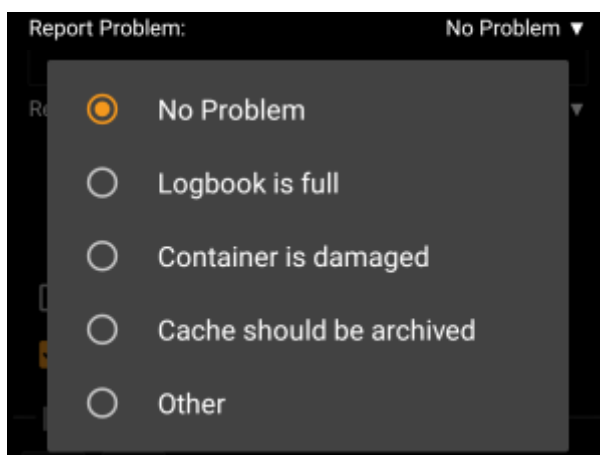 Report Problem: No Problem ▼
No Problem
Logbook is full
Container is damaged
Cache should be archived
Other